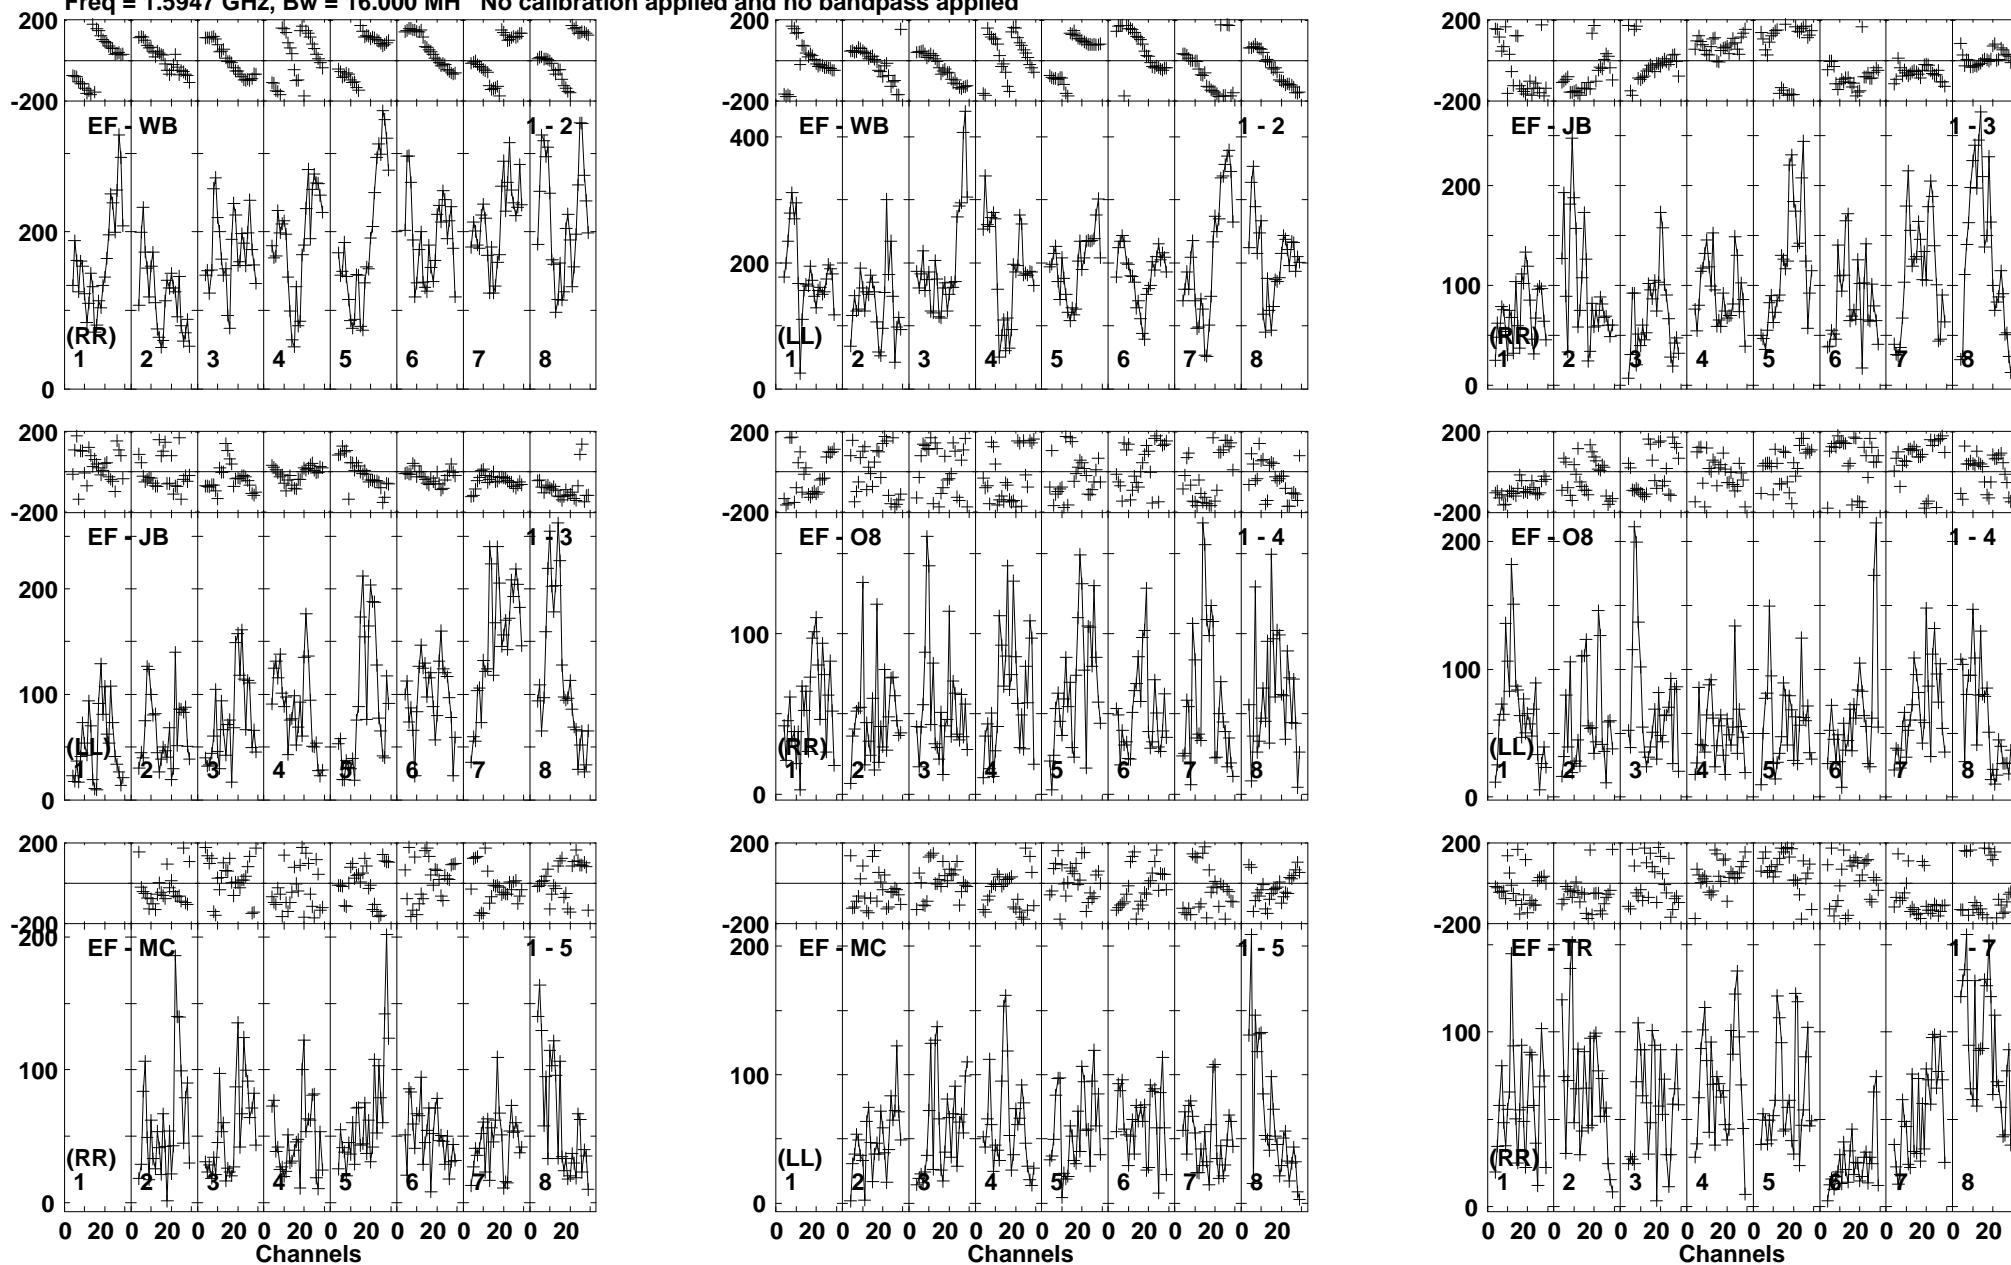 Freq = 1.5947 GHz, Bw = 16.000 MH No calibration applied and no bandpass applied
200 200 200
-200 -200 -200
EF - WB 1 - 2 EF - WB 1 - 2 EF - JB 1 - 3
400
200 200 200
100
(RR) (LL) (RR)
1 2 3 4 5 6 7 8 1 2 3 4 5 6 7 8 1 2 3 4 5 6 7 8
0 0 0
200 200 200
-200 -200 -200
EF - JB 1 - 3 EF - O8 1 - 4 EF - O8 1 - 4
200 200
100 100 100
(LL) (RR) (LL)
1 2 3 4 5 6 7 8 1 2 3 4 5 6 7 8 1 2 3 4 5 6 7 8
0 0 0
200 200 200
-200 -200 -200
EF - MC 1 - 5 EF - MC 1 - 5 EF - TR 1 - 7
200 200
100 100 100
(RR) (LL) (RR)
1 2 3 4 5 6 7 8 1 2 3 4 5 6 7 8 1 2 3 4 5 6 7 8
0 0 0
0 20 0 20 0 20 0 20 0 20 0 20 0 20 0 20 0 20 0 20 0 20 0 20 0 20 0 20 0 20 0 20 0 20 0 20 0 20 0 20 0 20 0 20 0 20 0 20
Channels Channels Channels